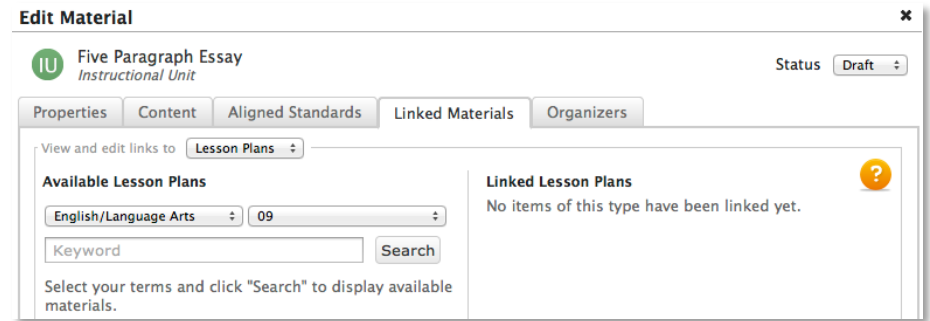 Edit Material
IU
Five Paragraph Essay
Instructional Unit
Status Draft
Properties Content Aligned Standards Linked Materials Organizers
View and edit links to Lesson Plans
Available Lesson Plans
English/Language Arts 09
Keyword Search
Select your terms and click "Search" to display available
materials.
Linked Lesson Plans
No items of this type have been linked yet.
?